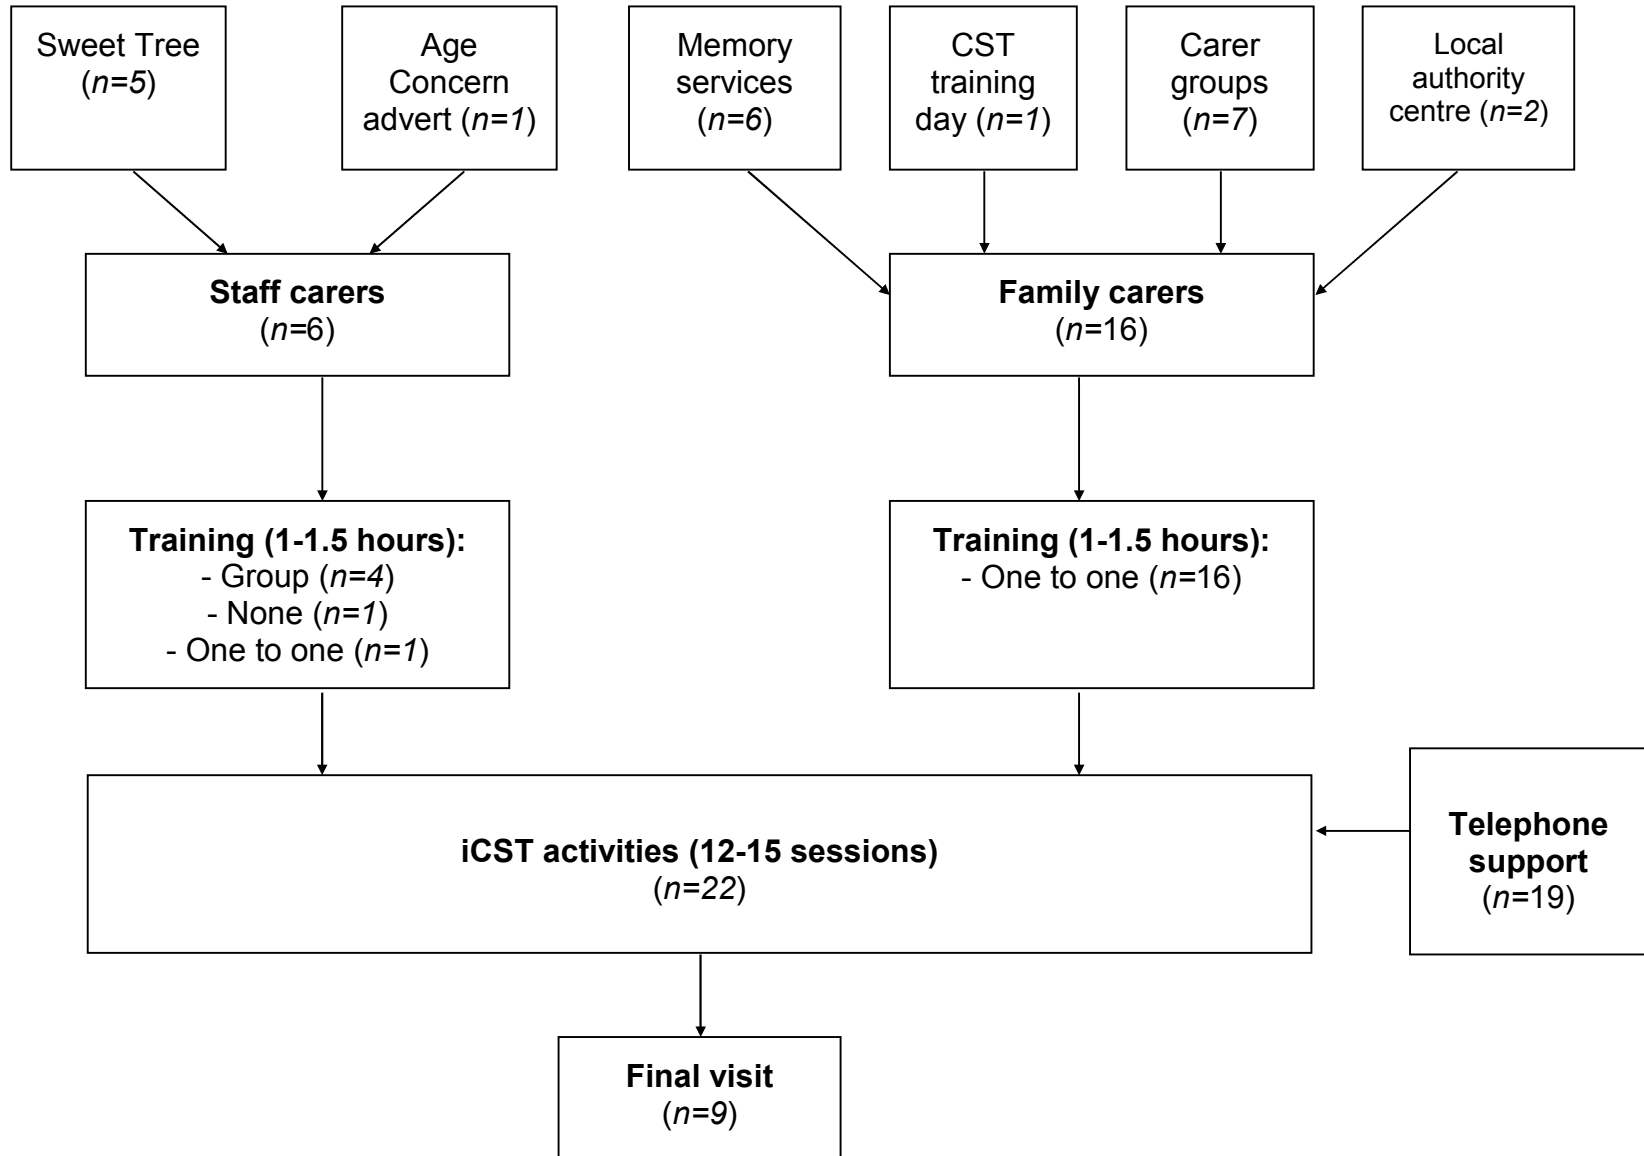 Sweet Tree
(n=5)
Age
Concern
advert (n=1)
Memory
services
(n=6)
CST
training
day (n=1)
Carer
groups
(n=7)
Local
authority
centre (n=2)
Staff carers
(n=6)
Family carers
(n=16)
Training (1-1.5 hours):
- Group (n=4)
- None (n=1)
- One to one (n=1)
Training (1-1.5 hours):
- One to one (n=16)
iCST activities (12-15 sessions)
(n=22)
Telephone
support
(n=19)
Final visit
(n=9)